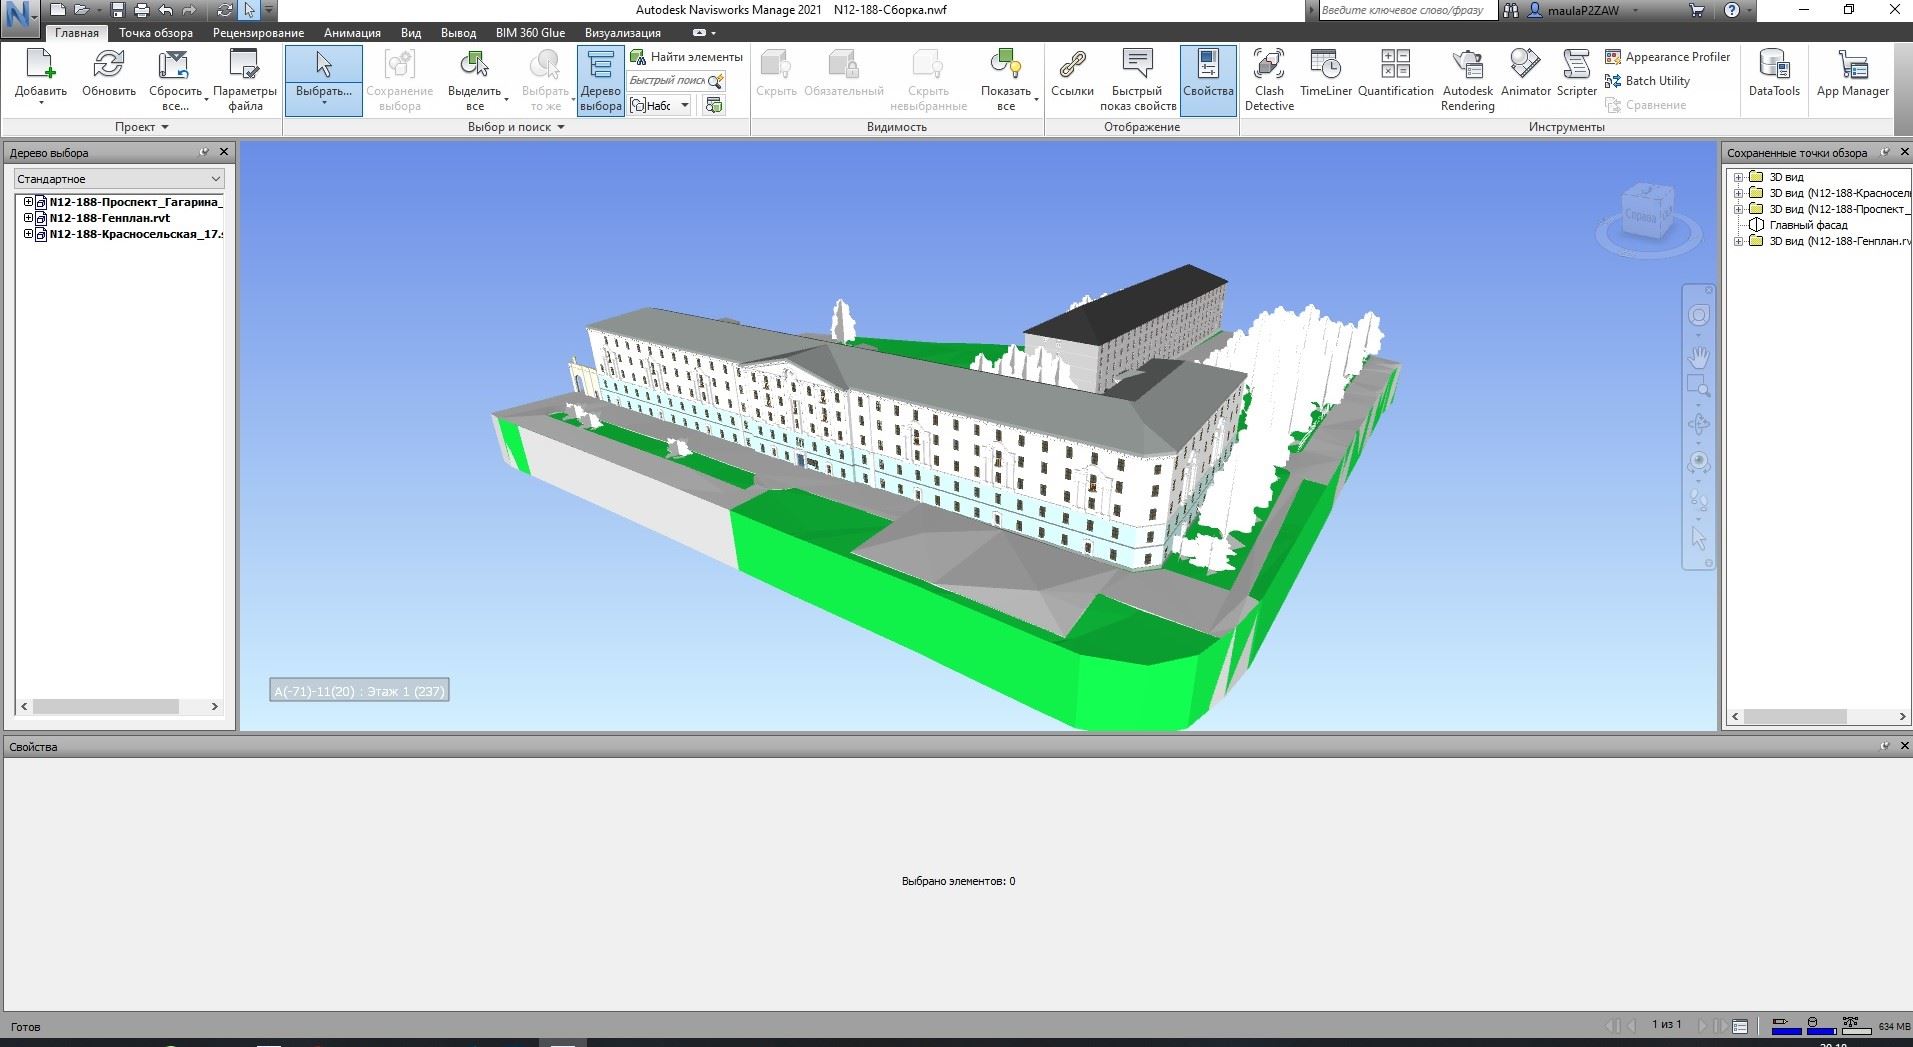 Autodesk Navisworks Manage 2021 N12-188-Сборка.nwf
Введите ключевое слово/фразу
maulaP2ZAW
Главная Точка обзора Рецензирование Анимация Вид Вывод BIM 360 Glue Визуализация
Добавить
Обновить
Сбросить все...
Параметры файла
Проект
Выбрать...
Сохранение выбора
Выделить все
Выбрать то же
Дерево выбора
Найти элементы
Быстрый поиск
Выбор и поиск
Скрыть
Обязательный
Скрыть невыбранные
Показать все
Видимость
Ссылки
Быстрый показ свойств
Свойства
Отображение
Clash Detective
TimeLiner
Quantification
Autodesk Rendering
Animator
Scripter
Appearance Profiler
Batch Utility
Сравнение
Инструменты
DataTools
App Manager
Дерево выбора
Стандартное
N12-188-Проспект_Гагарина_
N12-188-Генплан.rvt
N12-188-Красносельская_17.
Справа
A(-71)-11(20) : Этаж 1 (237)
Сохраненные точки обзора
3D вид
3D вид (N12-188-Красносел
3D вид (N12-188-Проспект_
Главный фасад
3D вид (N12-188-Генплан.rv
Свойства
Выбрано элементов: 0
Готов
1 из 1
634 MB